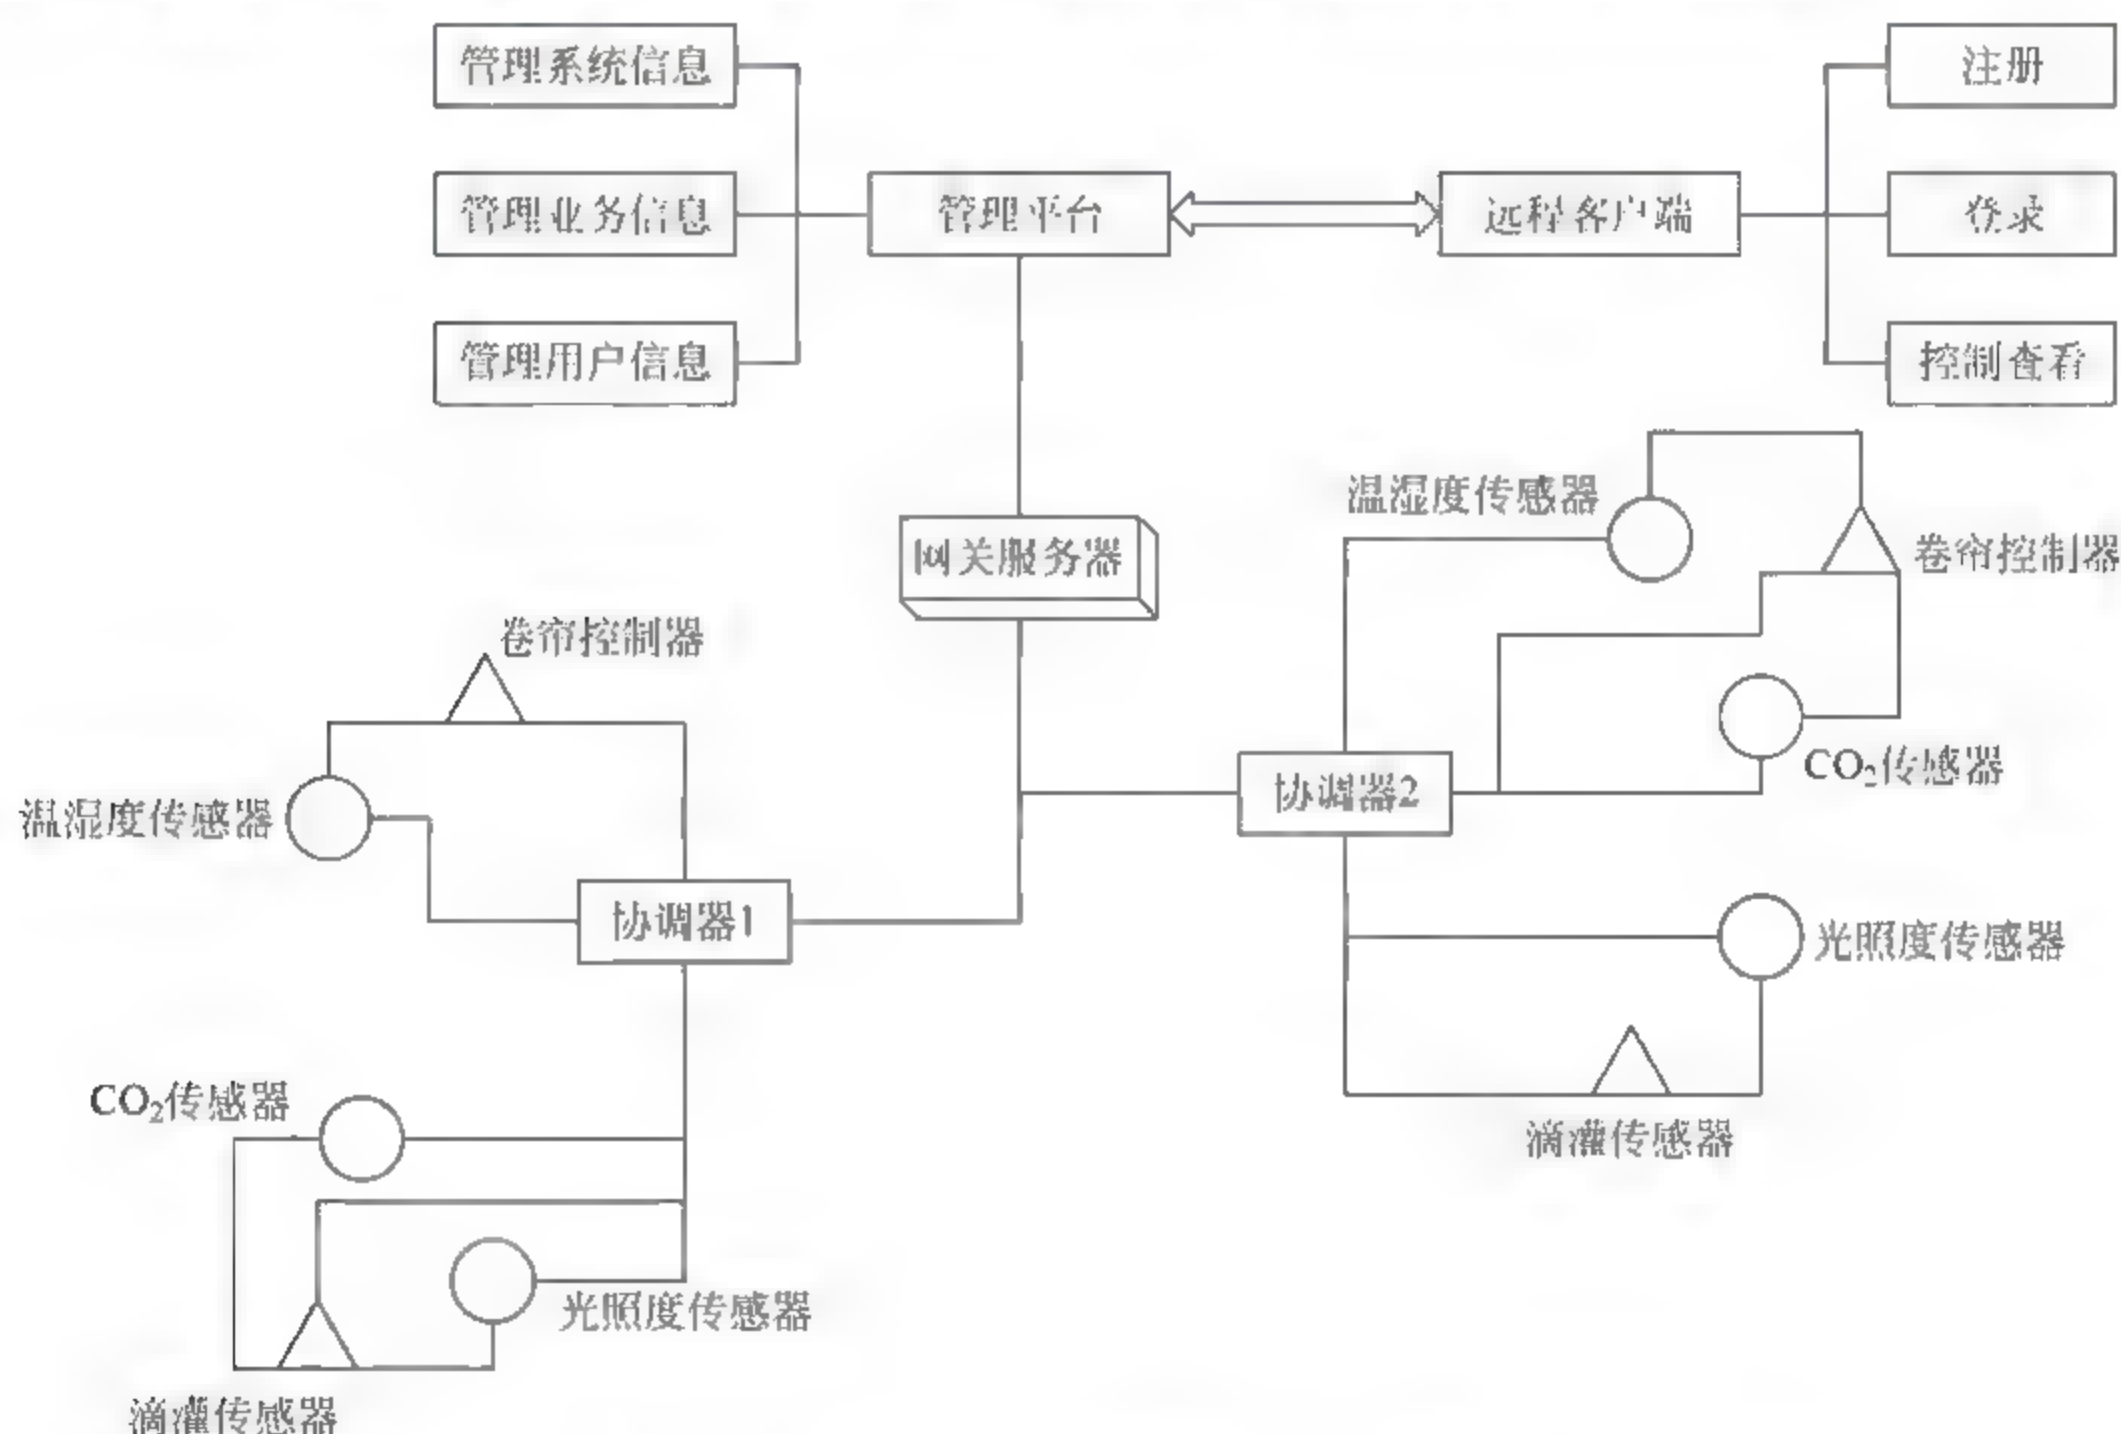 管理系统信息
注册
管理业务信息
管理平台
远程客户端
登录
管理用户信息
控制查看
温湿度传感器
网关服务器
卷帘控制器
卷帘控制器
CO₂传感器
协调器2
温湿度传感器
协调器1
光照度传感器
CO₂传感器
滴灌传感器
光照度传感器
滴灌传感器